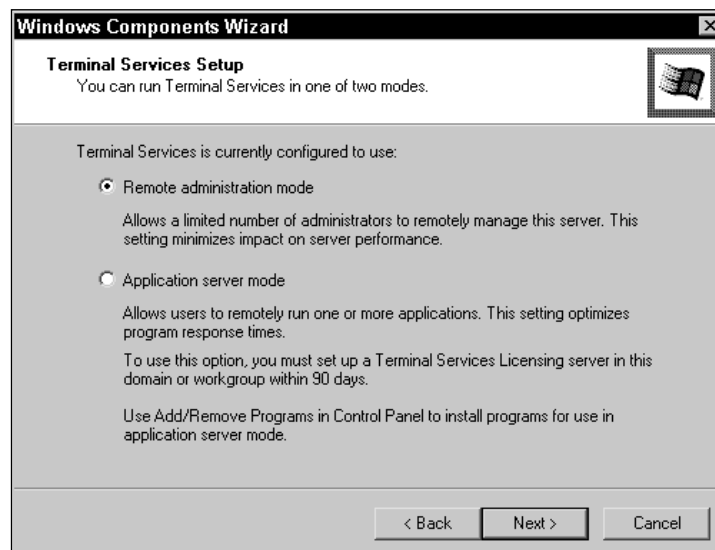 Windows Components Wizard
Terminal Services Setup
You can run Terminal Services in one of two modes.
Terminal Services is currently configured to use:
Remote administration mode
Allows a limited number of administrators to remotely manage this server. This
setting minimizes impact on server performance.
Application server mode
Allows users to remotely run one or more applications. This setting optimizes
program response times.
To use this option, you must set up a Terminal Services Licensing server in this
domain or workgroup within 90 days.
Use Add/Remove Programs in Control Panel to install programs for use in
application server mode.
< Back
Next >
Cancel